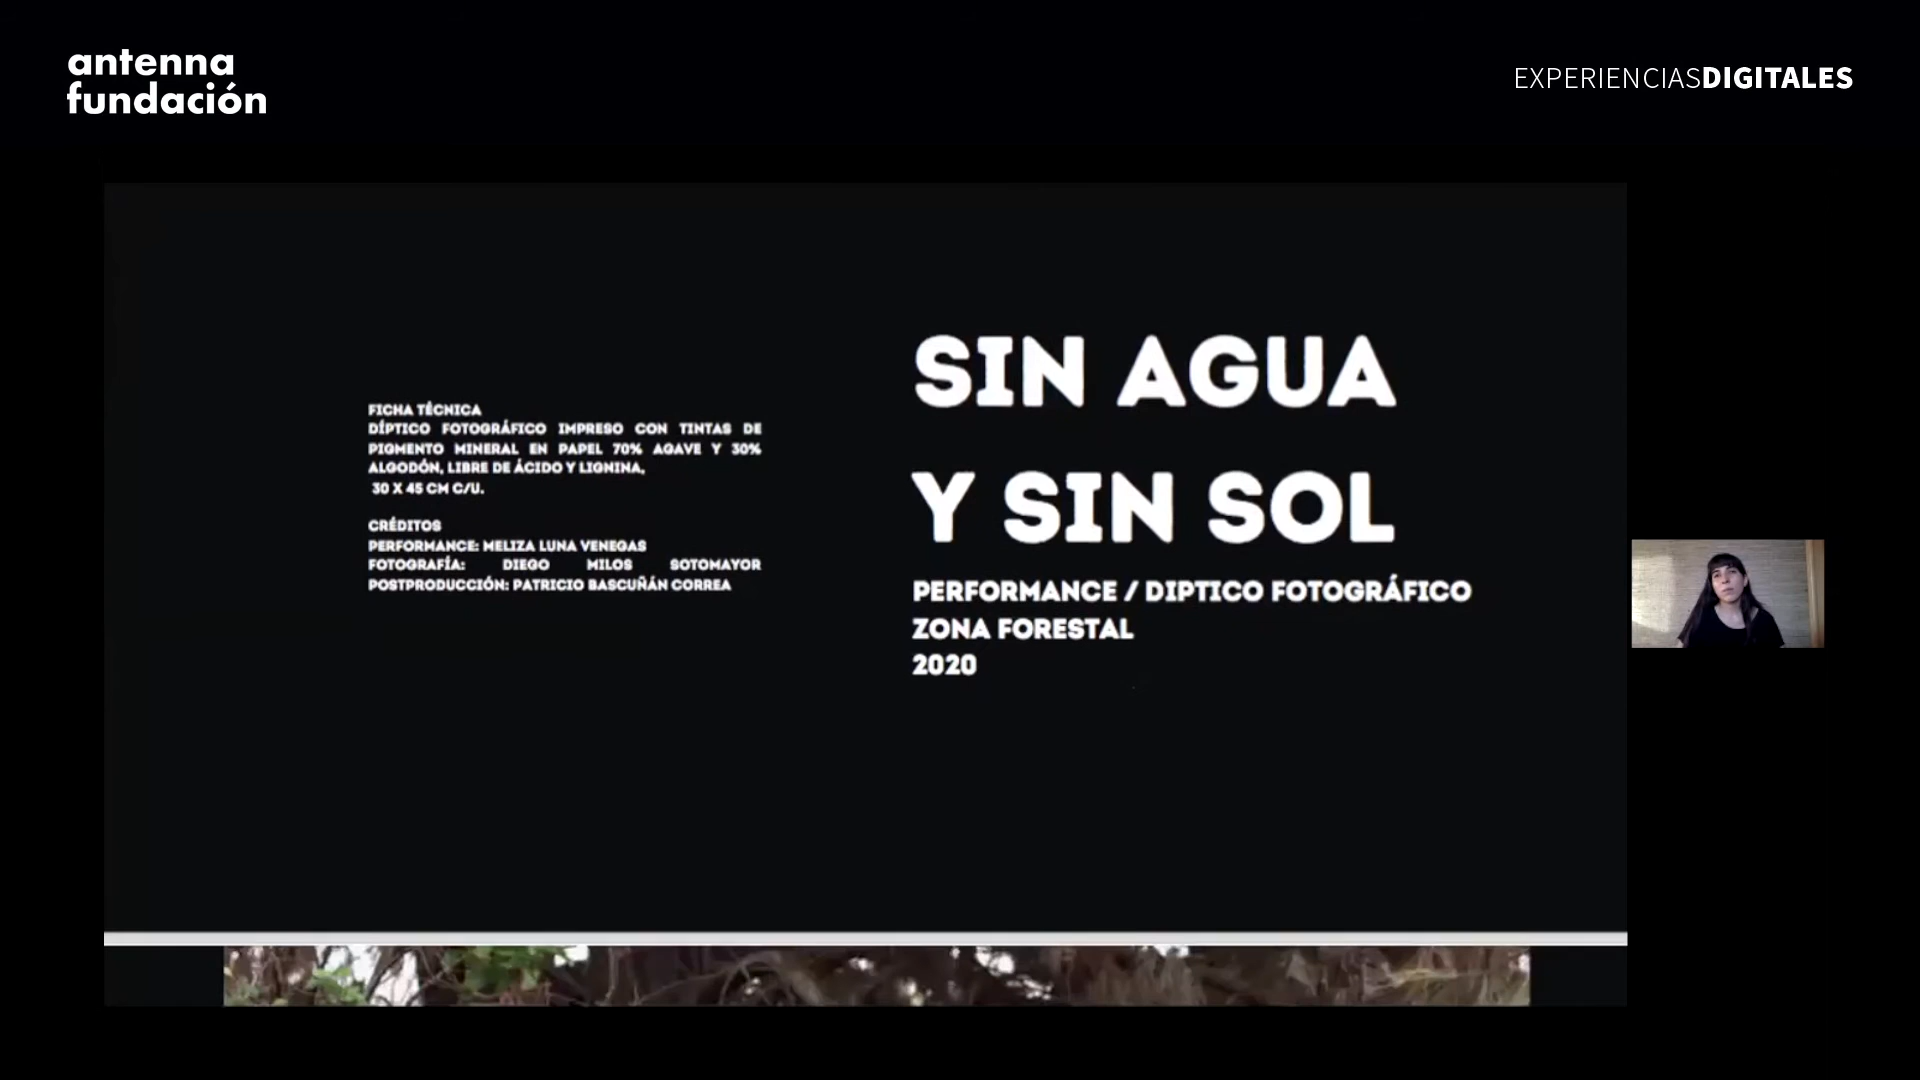 antenna
fundación
EXPERIENCIASDIGITALES
FICHA TÉCNICA
DÍPTICO FOTOGRÁFICO IMPRESO CON TINTAS DE
PIGMENTO MINERAL EN PAPEL 70% AGAVE Y 30%
ALGODÓN, LIBRE DE ÁCIDO Y LIGNINA,
30 X 45 CM C/U.
CRÉDITOS
PERFORMANCE: MELIZA LUNA VENEGAS
FOTOGRAFÍA: DIEGO MILOS SOTOMAYOR
POSTPRODUCCIÓN: PATRICIO BASCUÑÁN CORREA
SIN AGUA
Y SIN SOL
PERFORMANCE / DIPTICO FOTOGRÁFICO
ZONA FORESTAL
2020